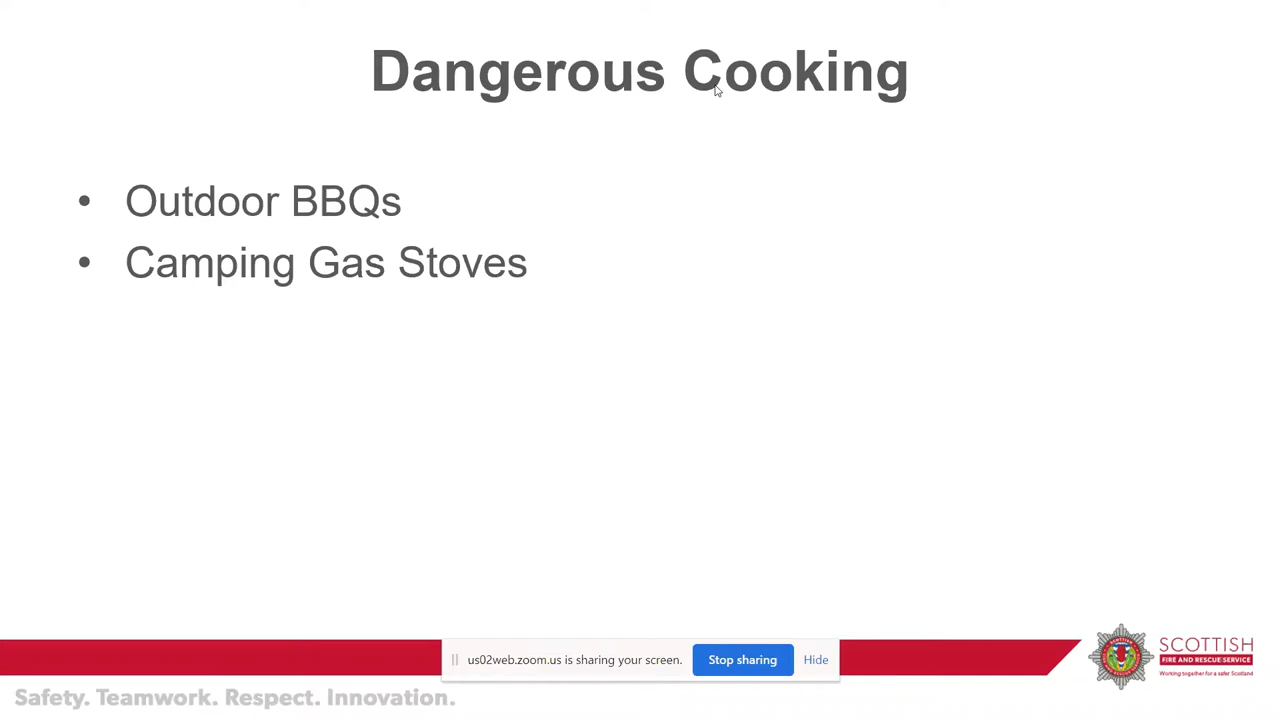 Dangerous Cooking
• Outdoor BBQs
• Camping Gas Stoves
us02web.zoom.us is sharing your screen. Stop sharing Hide
SCOTTISH
FIRE AND RESCUE SERVICE
Working together for a safer Scotland
Safety. Teamwork. Respect. Innovation.